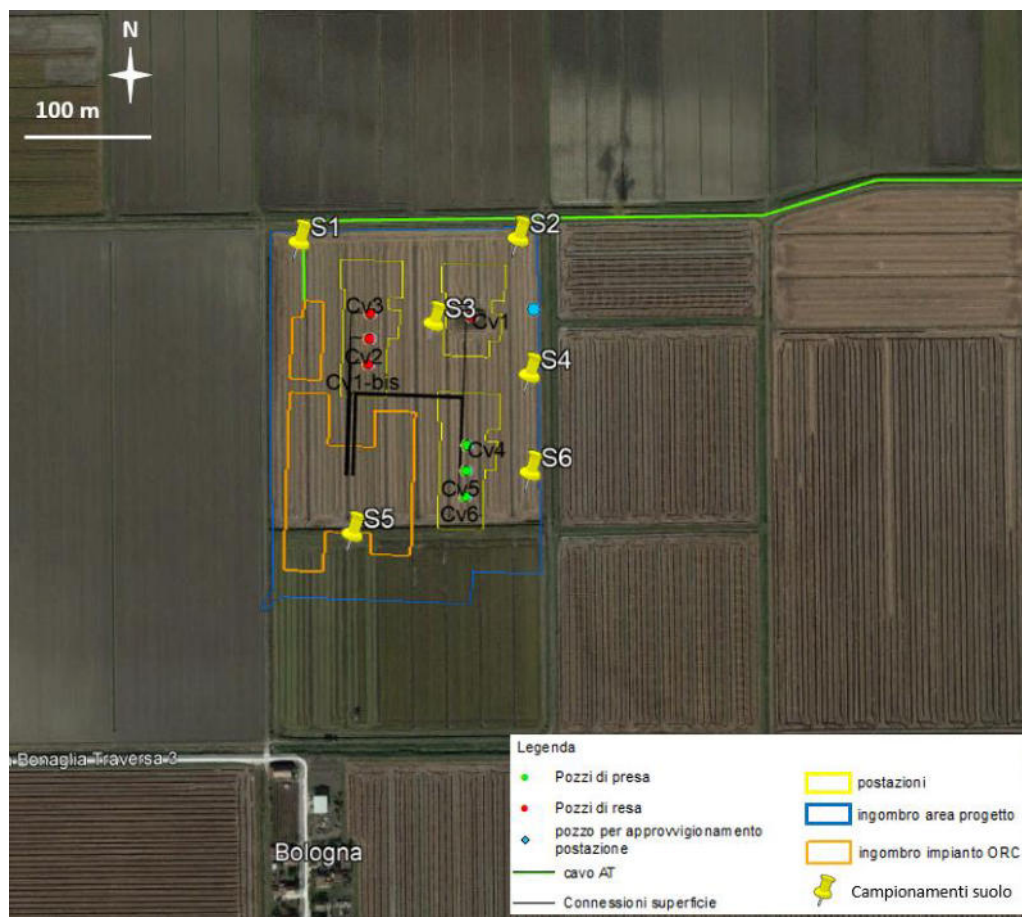 N
100 m
S1
S2
Cv3
S3
Cv1
Cv2
S4
Cv1-bis
Cv4
S6
Cv5
Cv6
S5
Bonaglia Traversa 3
Bologna
Legenda
Pozzi di presa
Pozzi di resa
pozzo per approvvigionamento
postazione
cavo AT
Connessioni superficie
postazioni
ingombro area progetto
ingombro impianto ORC
Campionamenti suolo